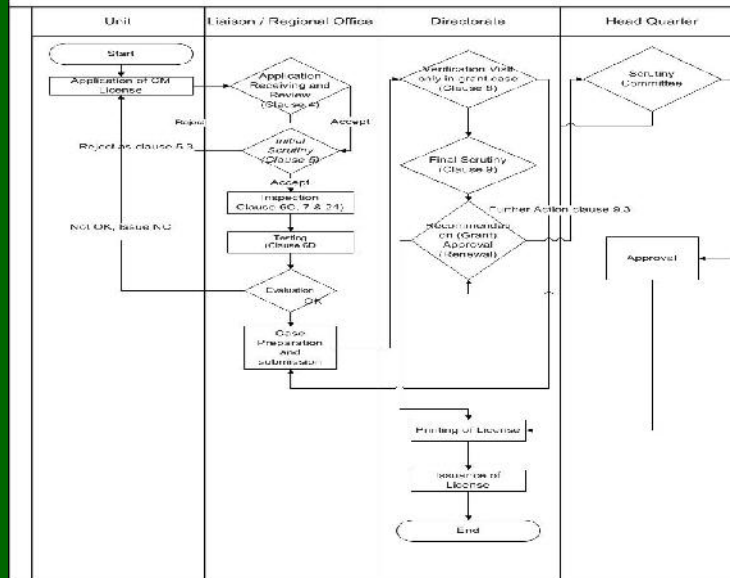 Unit
Liaison / Regional Office
Directorate
Head Quarter
Start
Application of CM
License
Application
Receiving and
Review
(Clause 4)
Reject
Accept
Initial
Scrutiny
(Clause 5)
Reject as clause 5.3
Accept
Inspection
Clause 6C, 7 & 24)
Testing
(Clause 6D
Not OK, Issue NC
Evaluation
OK
Case
Preparation
and
submission
Verification Visit
only in grant case
(Clause 8)
Final Scrutiny
(Clause 9)
Further Action clause 9.3
Recommendati
on (Grant)
Approval
(Renewal)
Scrutiny
Committee
Approval
Printing of License
Issuance of
License
End